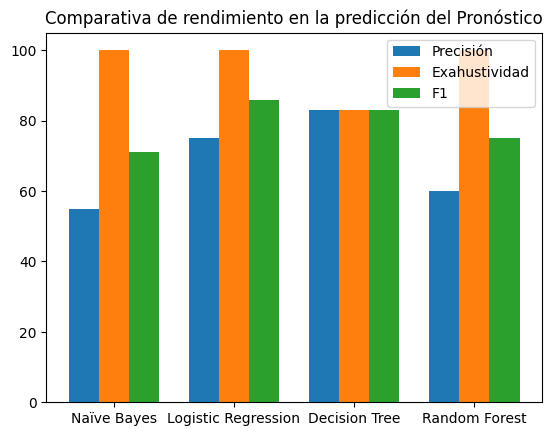 Comparativa de rendimiento en la predicción del Pronóstico
Precisión
Exahustividad
F1
100
80
60
40
20
0
Naïve Bayes
Logistic Regression
Decision Tree
Random Forest